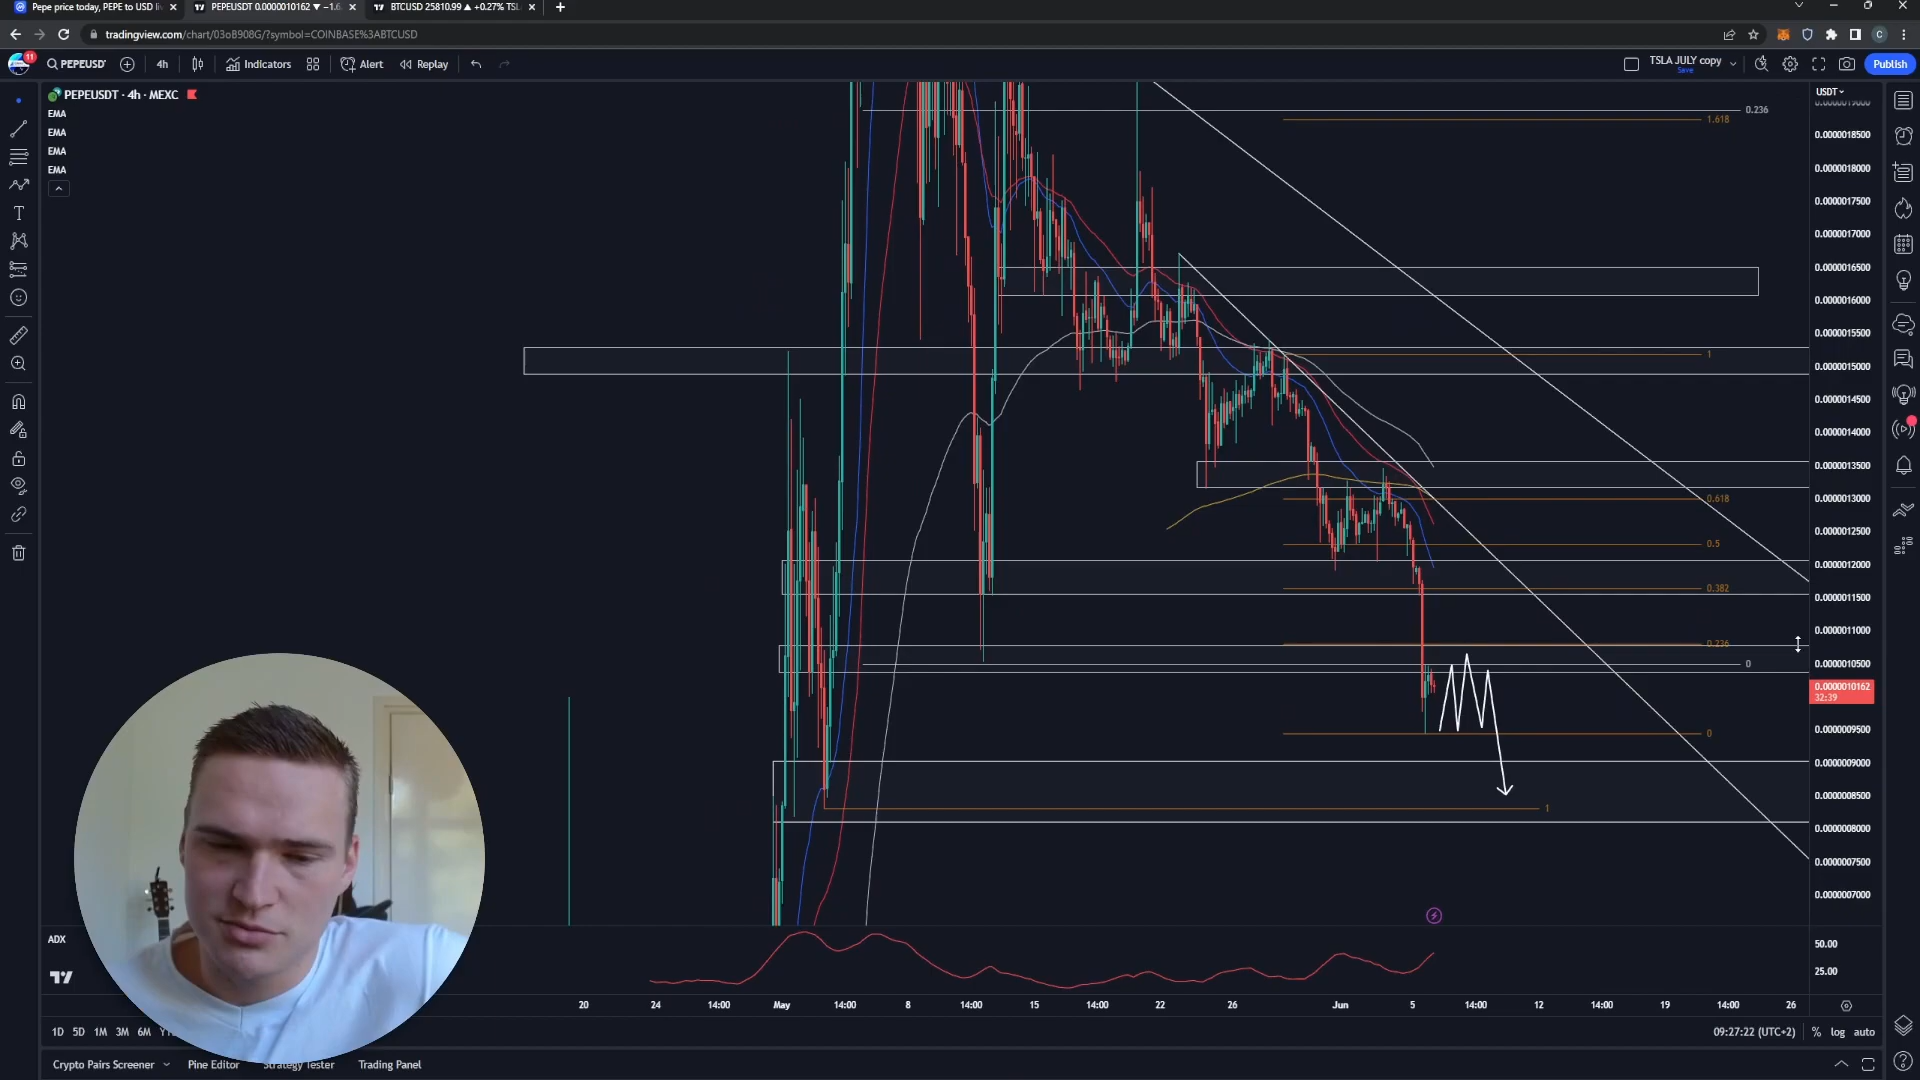 Pepe price today, PEPE to USD li
PEPEUSDT 0.0000010162 ▼ −1.6
BTCUSD 25810.99 ▲ +0.27% TSL
tradingview.com/chart/03oB908G/?symbol=COINBASE%3ABTCUSD
11
PEPEUSDT
4h
Indicators
Alert
Replay
TSLA JULY copy
Save
Publish
PEPEUSDT · 4h · MEXC
USDT
EMA
EMA
EMA
EMA
0.236
1.618
1
0.618
0.5
0.382
0.236
0
0
1
0.0000018500
0.0000018000
0.0000017500
0.0000017000
0.0000016500
0.0000016000
0.0000015500
0.0000015000
0.0000014500
0.0000014000
0.0000013500
0.0000013000
0.0000012500
0.0000012000
0.0000011500
0.0000011000
0.0000010500
0.0000010162
32:39
0.0000009500
0.0000009000
0.0000008500
0.0000008000
0.0000007500
0.0000007000
ADX
50.00
25.00
20
24
14:00
May
14:00
8
14:00
15
14:00
22
26
Jun
5
14:00
12
14:00
19
14:00
26
1D
5D
1M
3M
6M
09:27:22 (UTC+2)
%
log
auto
Crypto Pairs Screener
Pine Editor
Strategy Tester
Trading Panel